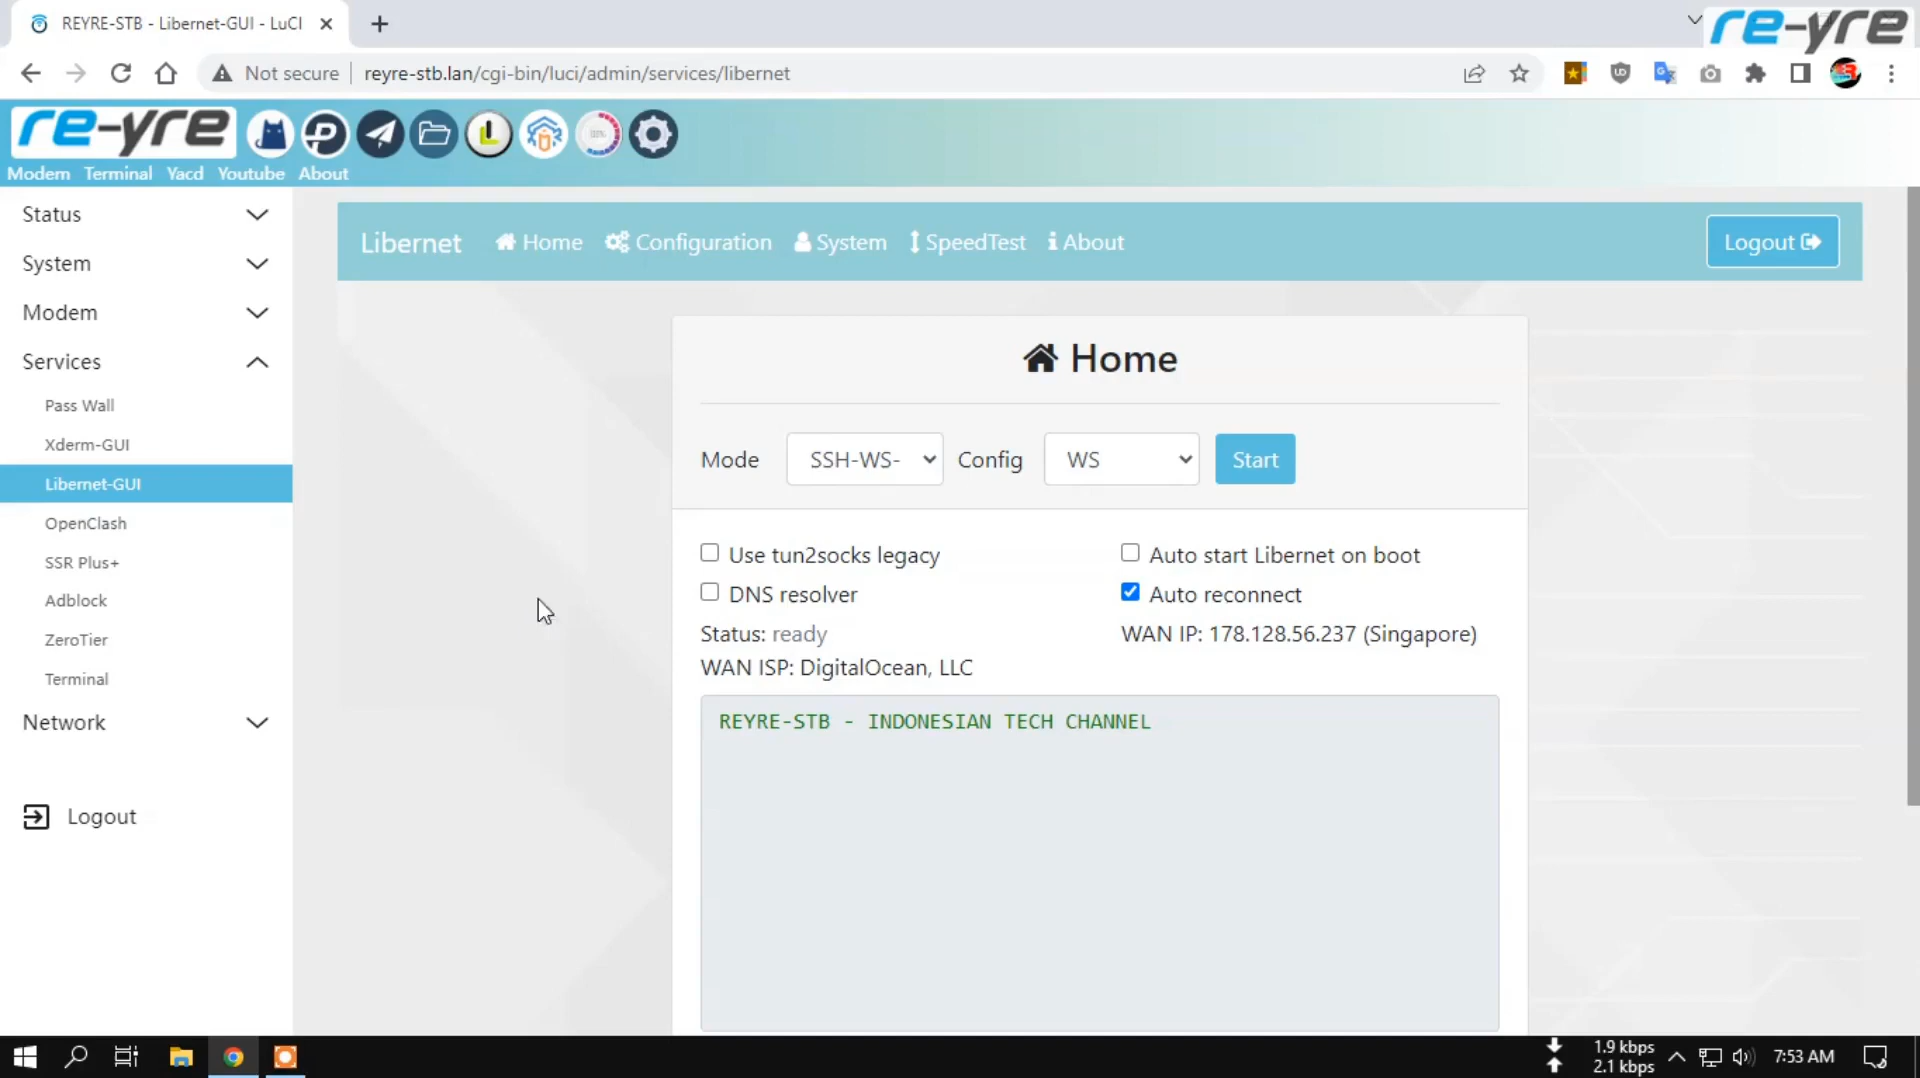 REYRE-STB - Libernet-GUI - LuCI
re-yre
Not secure
reyre-stb.lan/cgi-bin/luci/admin/services/libernet
re-yre
100%
Modem Terminal Yacd Youtube About
Status
System
Modem
Services
Pass Wall
Xderm-GUI
Libernet-GUI
OpenClash
SSR Plus+
Adblock
ZeroTier
Terminal
Network
Logout
Libernet Home Configuration System SpeedTest About Logout
Home
Mode SSH-WS- Config WS Start
Use tun2socks legacy
Auto start Libernet on boot
DNS resolver
Auto reconnect
Status: ready
WAN IP: 178.128.56.237 (Singapore)
WAN ISP: DigitalOcean, LLC
REYRE-STB - INDONESIAN TECH CHANNEL
1.9 kbps
2.1 kbps
7:53 AM